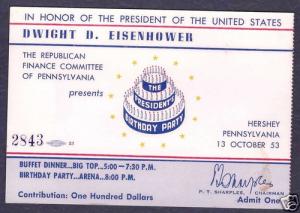 IN HONOR OF THE PRESIDENT OF THE UNITED STATES
DWIGHT D. EISENHOWER
THE REPUBLICAN
FINANCE COMMITTEE
OF PENNSYLVANIA
presents
THE
PRESIDENT'S
BIRTHDAY PARTY
HERSHEY
PENNSYLVANIA
13 OCTOBER 53
2843
BUFFET DINNER...BIG TOP...5:00 - 7:30 P.M.
BIRTHDAY PARTY...ARENA...8:00 P.M.
P. T. SHARPLES, CHAIRMAN
Contribution: One Hundred Dollars
Admit One